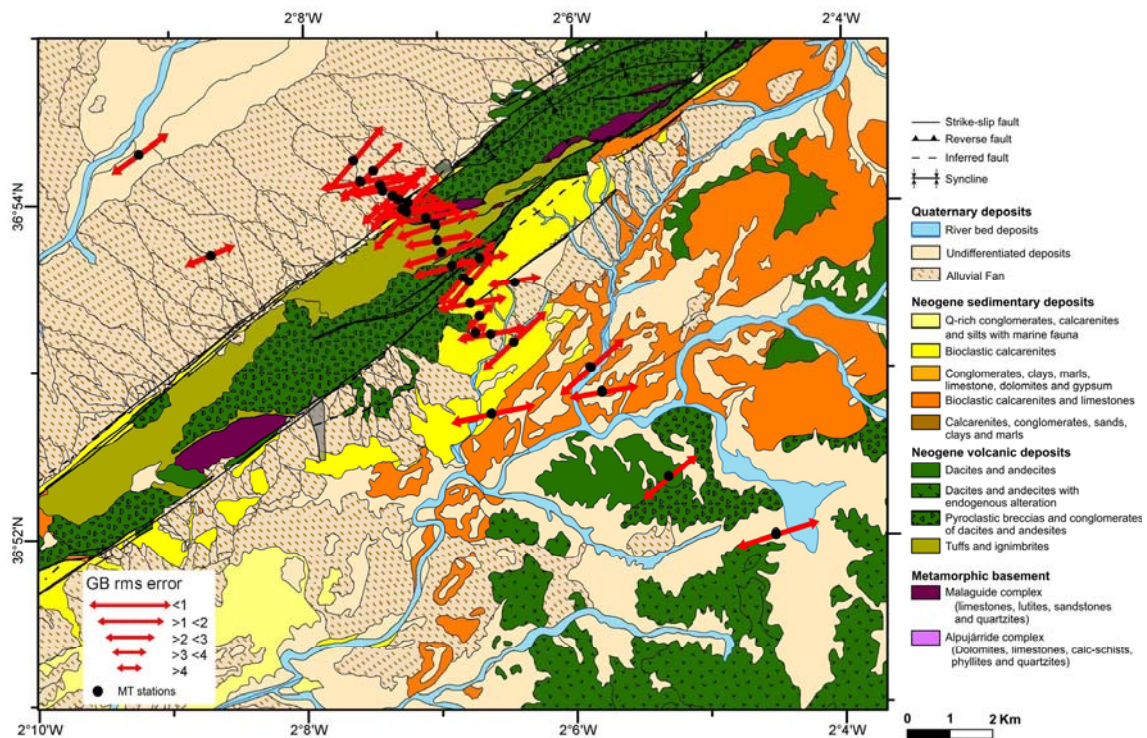 2°8'W
2°6'W
2°4'W
36°54'N
36°54'N
36°52'N
36°52'N
2°10'W
2°8'W
2°6'W
2°4'W
GB rms error
<1
>1 <2
>2 <3
>3 <4
>4
MT stations
Strike-slip fault
Reverse fault
Inferred fault
Syncline
Quaternary deposits
River bed deposits
Undifferentiated deposits
Alluvial Fan
Neogene sedimentary deposits
Q-rich conglomerates, calcarenites
and silts with marine fauna
Bioclastic calcarenites
Conglomerates, clays, marls,
limestone, dolomites and gypsum
Bioclastic calcarenites and limestones
Calcarenites, conglomerates, sands,
clays and marls
Neogene volcanic deposits
Dacites and andecites
Dacites and andecites with
endogenous alteration
Pyroclastic breccias and conglomerates
of dacites and andesites
Tuffs and ignimbrites
Metamorphic basement
Malaguide complex
(limestones, lutites, sandstones
and quartzites)
Alpujárride complex
(Dolomites, limestones, calc-schists,
phyllites and quartzites)
0 1 2 Km